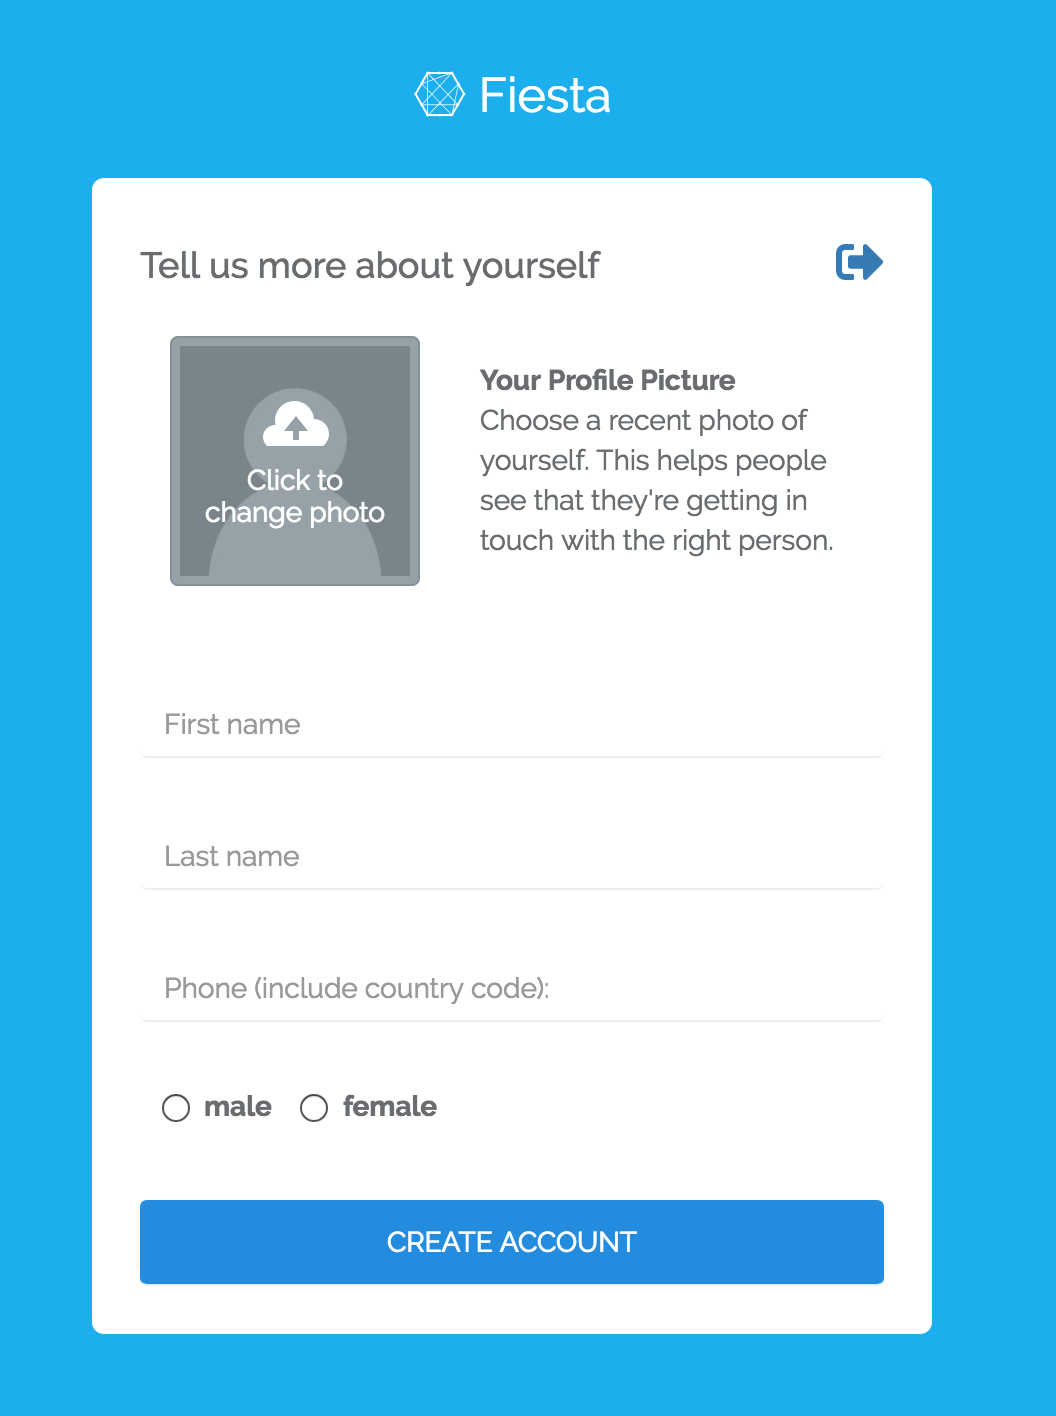 Fiesta
Tell us more about yourself
Click to
change photo
Your Profile Picture
Choose a recent photo of
yourself. This helps people
see that they're getting in
touch with the right person.
First name
Last name
Phone (include country code):
male female
CREATE ACCOUNT